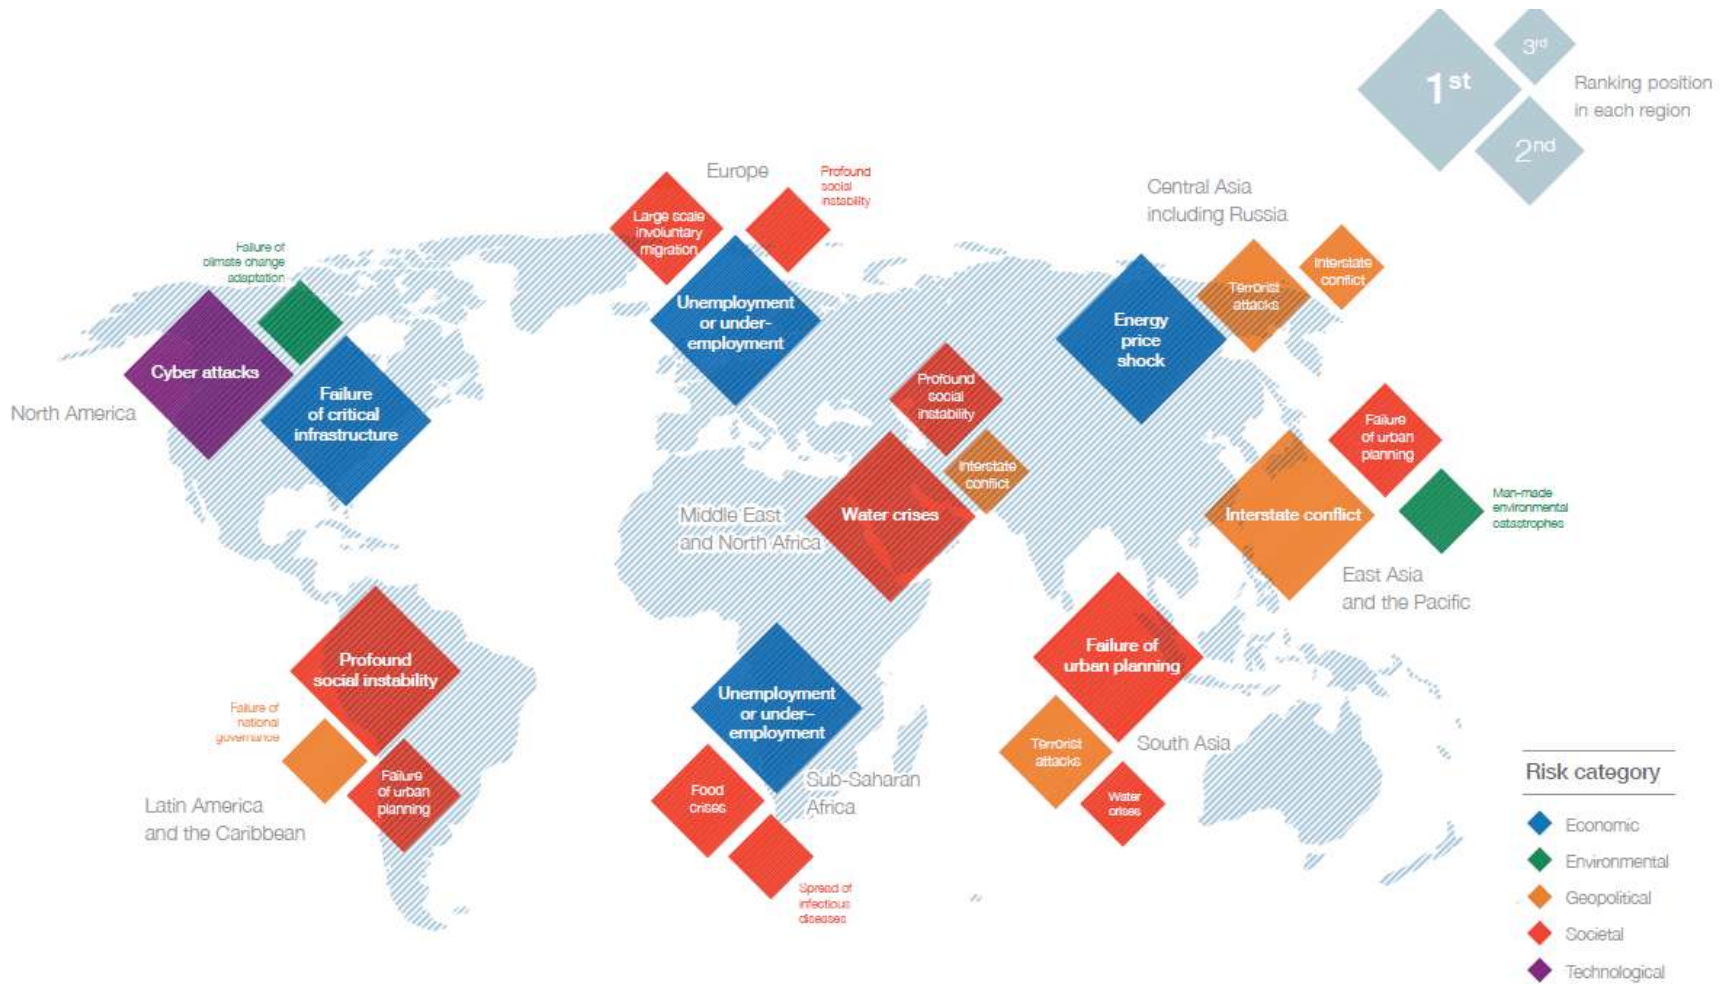 1st
3rd
2nd
Ranking position
in each region
Europe
Large scale
involuntary
migration
Profound
social
instability
Unemployment
or under-
employment
Central Asia
including Russia
Energy
price
shock
Terrorist
attacks
Interstate
conflict
Failure of
climate change
adaptation
Cyber attacks
Failure
of critical
infrastructure
North America
Profound
social
instability
Interstate
conflict
Water crises
Middle East
and North Africa
Failure
of urban
planning
Interstate conflict
Man-made
environmental
catastrophes
East Asia
and the Pacific
Profound
social instability
Failure of
national
governance
Failure
of urban
planning
Latin America
and the Caribbean
Unemployment
or under–
employment
Food
crises
Sub-Saharan
Africa
Spread of
infectious
diseases
Failure of
urban planning
Terrorist
attacks
South Asia
Water
crises
Risk category
Economic
Environmental
Geopolitical
Societal
Technological